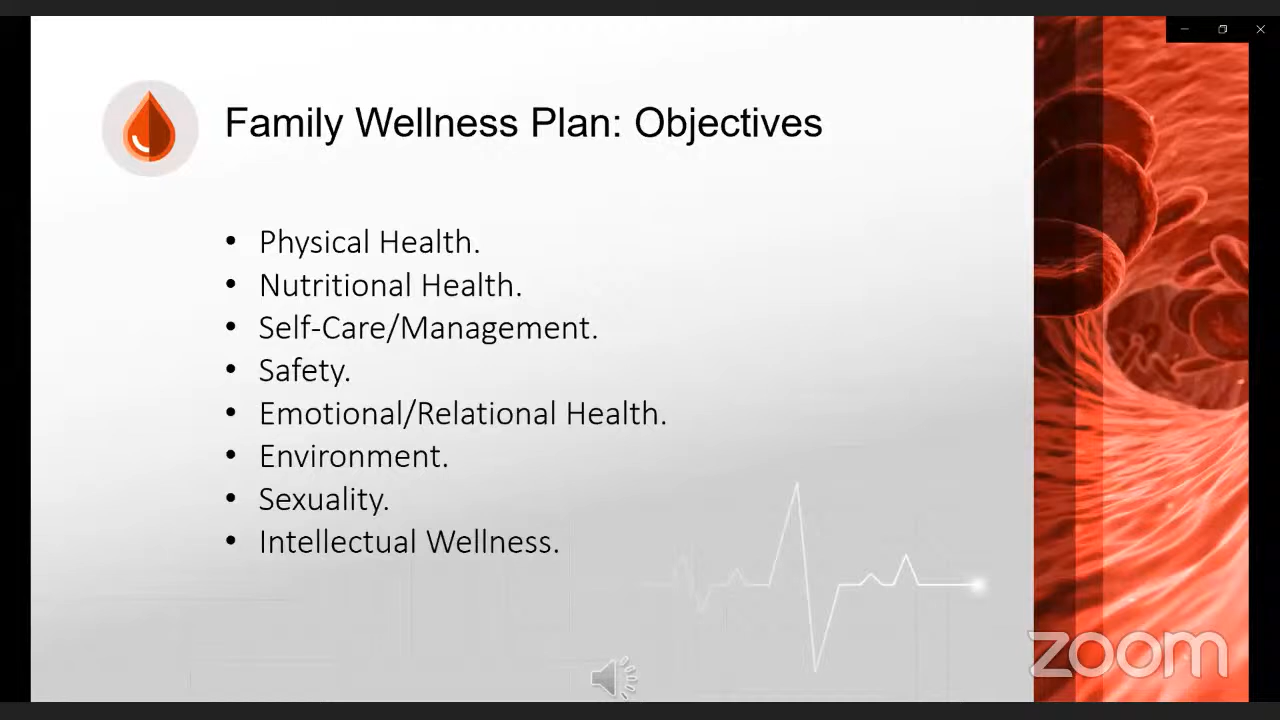 Family Wellness Plan: Objectives
• Physical Health.
• Nutritional Health.
• Self-Care/Management.
• Safety.
• Emotional/Relational Health.
• Environment.
• Sexuality.
• Intellectual Wellness.
zoom